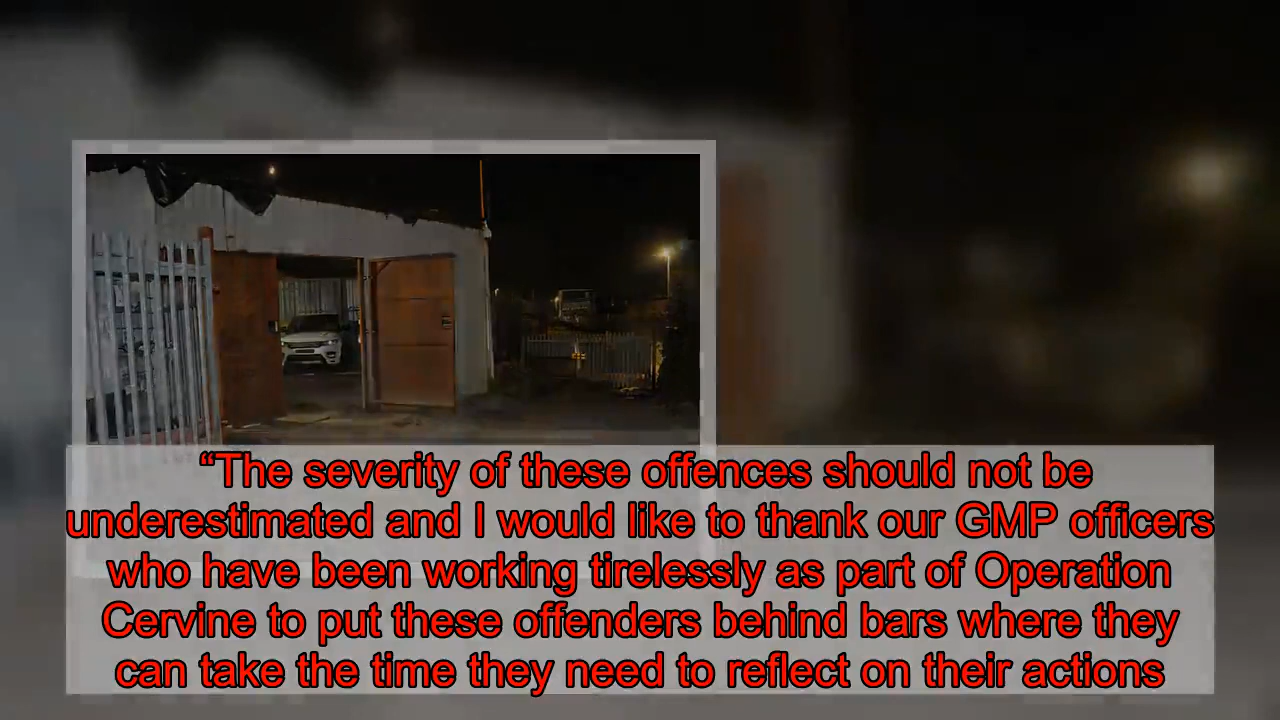 “The severity of these offences should not be
underestimated and I would like to thank our GMP officers
who have been working tirelessly as part of Operation
Cervine to put these offenders behind bars where they
can take the time they need to reflect on their actions